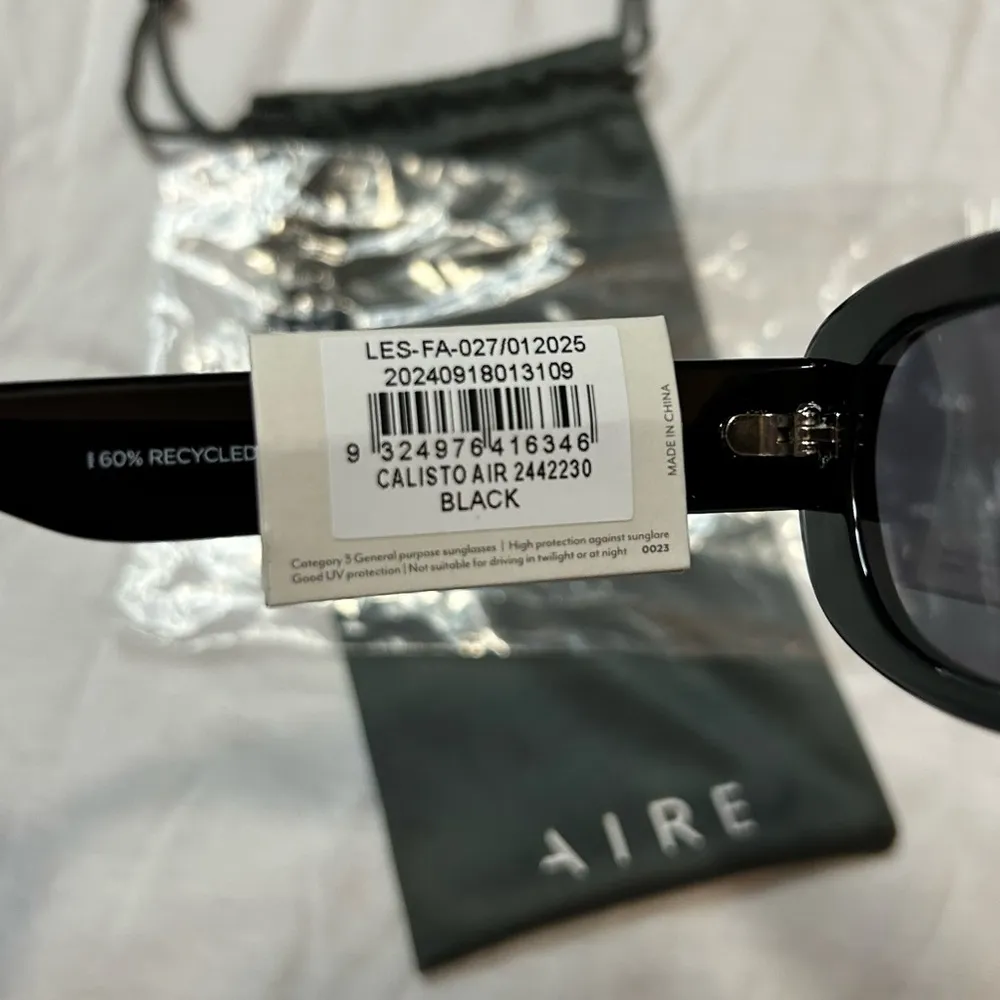 LES-FA-027/012025
20240918013109
9 324976 416346
CALISTO AIR 2442230
BLACK
MADE IN CHINA
Category 3 General purpose sunglasses | High protection against sunglare
Good UV protection | Not suitable for driving in twilight or at night 0023
60% RECYCLED
AIRE